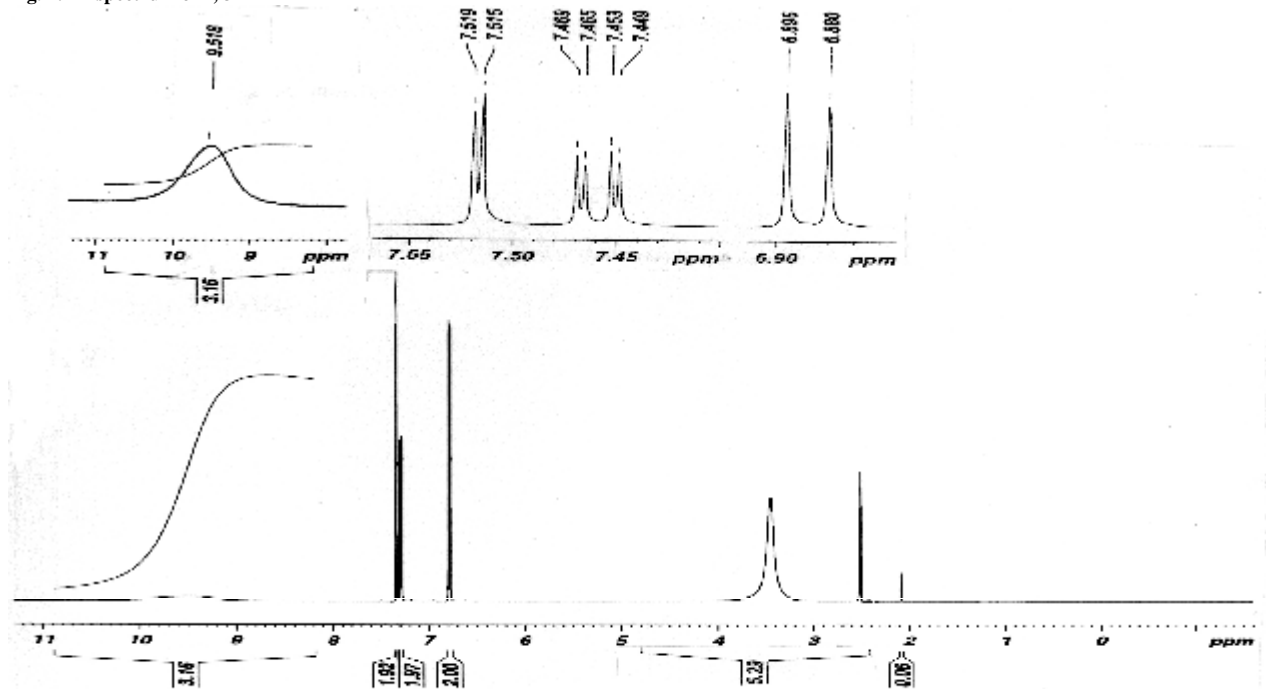 9.518
7.519 7.515 7.469 7.465 7.453 7.449 6.895 6.880
11 10 9 ppm
7.55 7.50 7.45 ppm
6.90 ppm
3.16
11 10 9 8 7 6 5 4 3 2 1 0 ppm
3.16 1.92 1.97 2.00 5.23 0.06